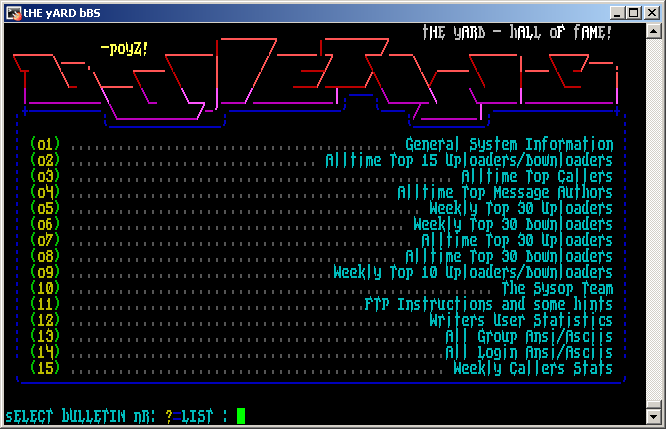 tHE yARD bBS
tHE yARD - hALL oF fAME!
-poyZ!
(o1) General System Information
(o2) Alltime Top 15 Uploaders/Downloaders
(o3) Alltime Top Callers
(o4) Alltime Top Message Authors
(o5) Weekly Top 30 Uploaders
(o6) Weekly Top 30 Downloaders
(o7) Alltime Top 30 Uploaders
(o8) Alltime Top 30 Downloaders
(o9) Weekly Top 10 Uploaders/Downloaders
(10) The Sysop Team
(11) FTP Instructions and some hints
(12) Writers User Statistics
(13) All Group Ansi/Asciis
(14) All Login Ansi/Asciis
(15) Weekly Callers Stats
sELECT bULLETIN nR: ?=LIST :